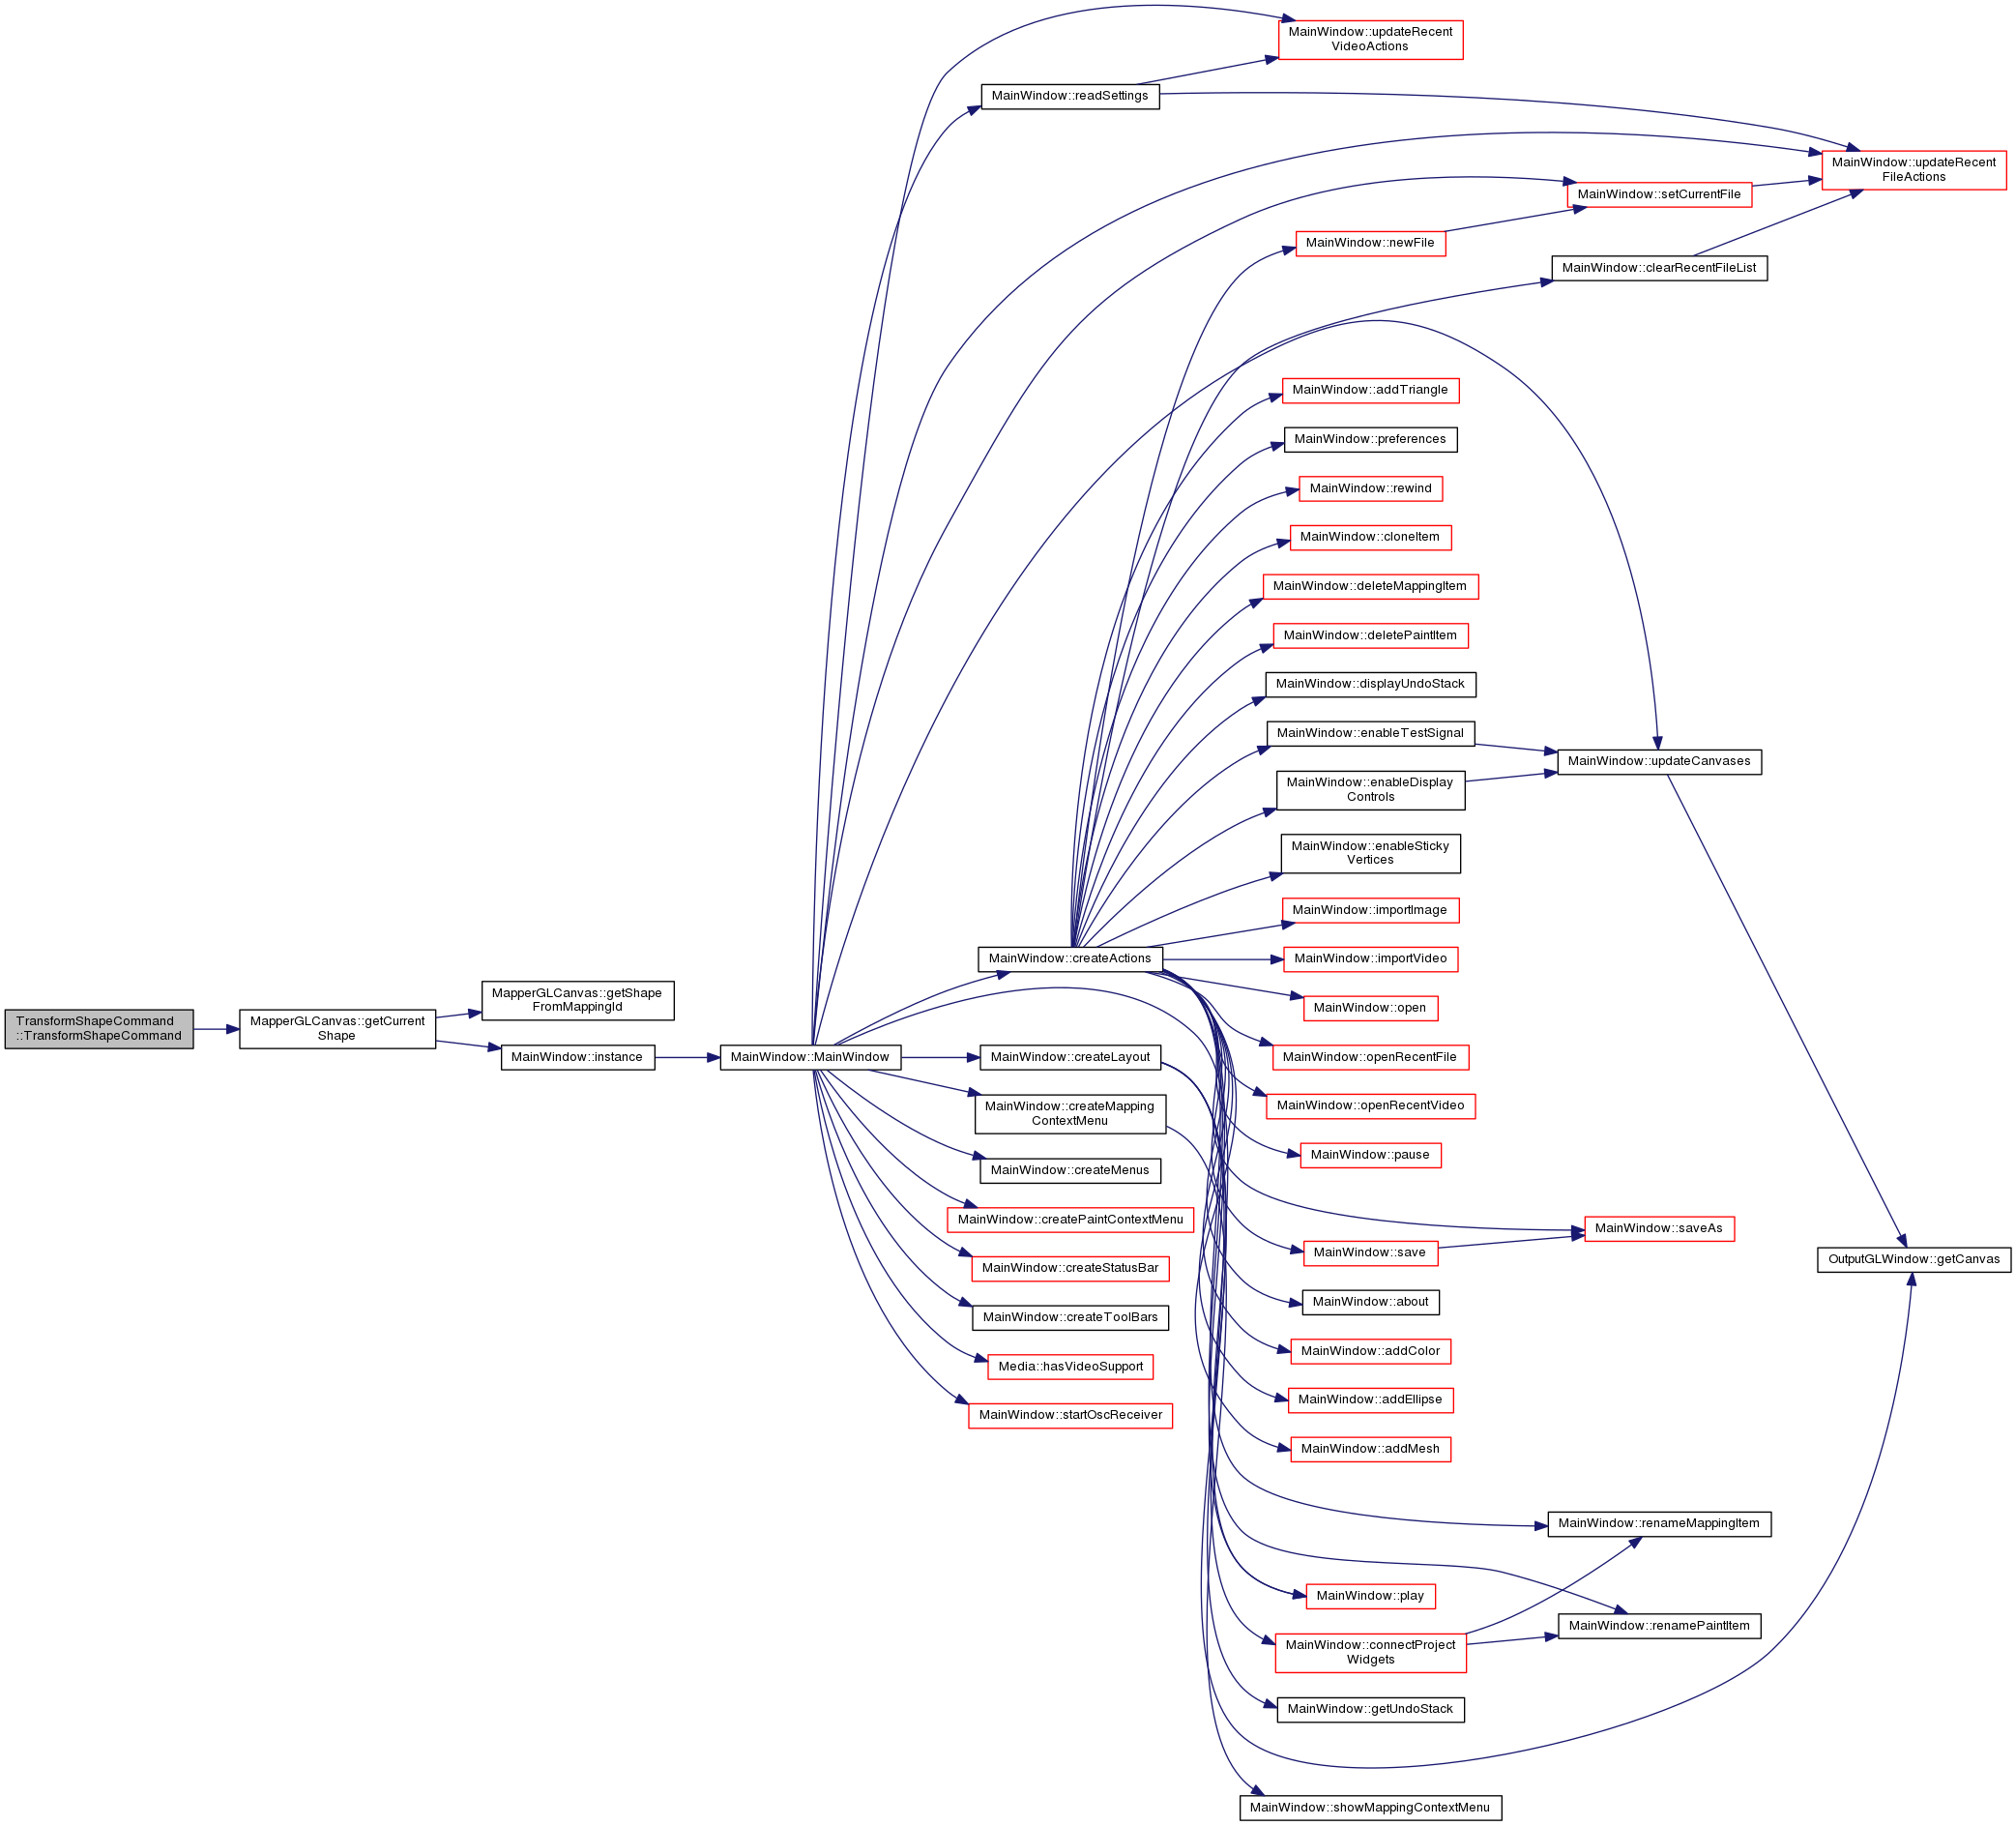 TransformShapeCommand
::TransformShapeCommand
MapperGLCanvas::getCurrent
Shape
MapperGLCanvas::getShape
FromMappingId
MainWindow::instance
MainWindow::MainWindow
MainWindow::readSettings
MainWindow::createActions
MainWindow::createLayout
MainWindow::createMapping
ContextMenu
MainWindow::createMenus
MainWindow::createPaintContextMenu
MainWindow::createStatusBar
MainWindow::createToolBars
Media::hasVideoSupport
MainWindow::startOscReceiver
MainWindow::updateRecent
VideoActions
MainWindow::newFile
MainWindow::addTriangle
MainWindow::preferences
MainWindow::rewind
MainWindow::cloneItem
MainWindow::deleteMappingItem
MainWindow::deletePaintItem
MainWindow::displayUndoStack
MainWindow::enableTestSignal
MainWindow::enableDisplay
Controls
MainWindow::enableSticky
Vertices
MainWindow::importImage
MainWindow::importVideo
MainWindow::open
MainWindow::openRecentFile
MainWindow::openRecentVideo
MainWindow::pause
MainWindow::save
MainWindow::about
MainWindow::addColor
MainWindow::addEllipse
MainWindow::addMesh
MainWindow::play
MainWindow::connectProject
Widgets
MainWindow::getUndoStack
MainWindow::showMappingContextMenu
MainWindow::setCurrentFile
MainWindow::clearRecentFileList
MainWindow::updateCanvases
MainWindow::saveAs
MainWindow::renameMappingItem
MainWindow::renamePaintItem
MainWindow::updateRecent
FileActions
OutputGLWindow::getCanvas